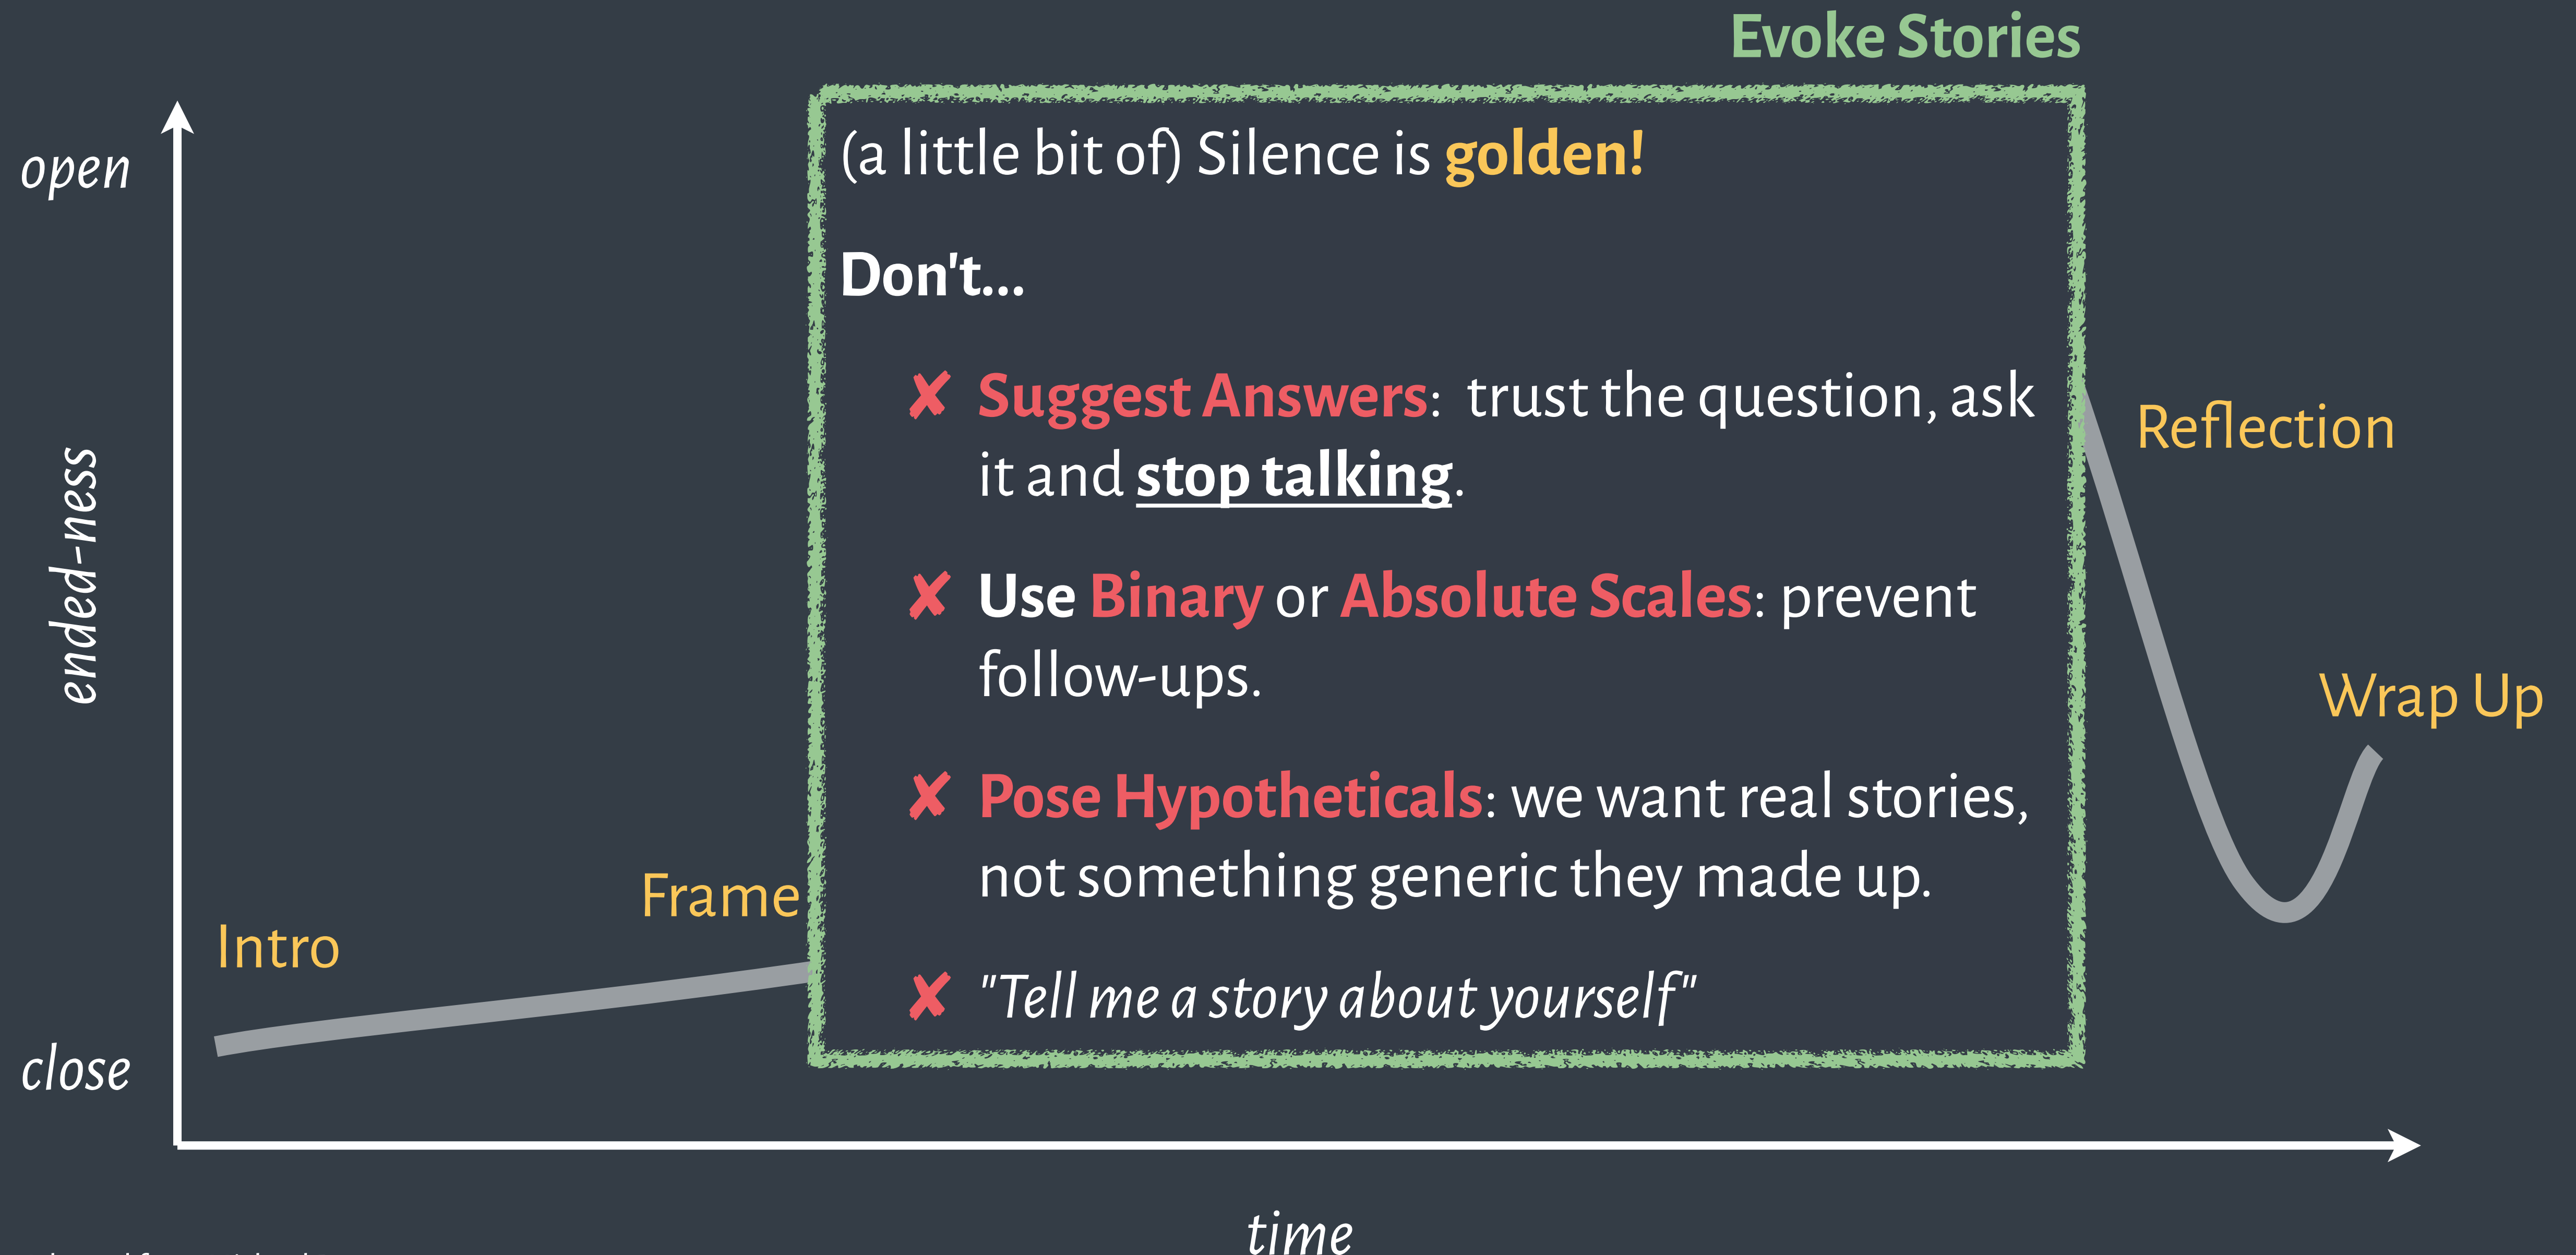 Evoke Stories
open
ended-ness
close
Intro
Frame
(a little bit of) Silence is golden!
Don't...
✘ Suggest Answers: trust the question, ask
it and stop talking.
✘ Use Binary or Absolute Scales: prevent
follow-ups.
✘ Pose Hypotheticals: we want real stories,
not something generic they made up.
✘ "Tell me a story about yourself"
Reflection
Wrap Up
time